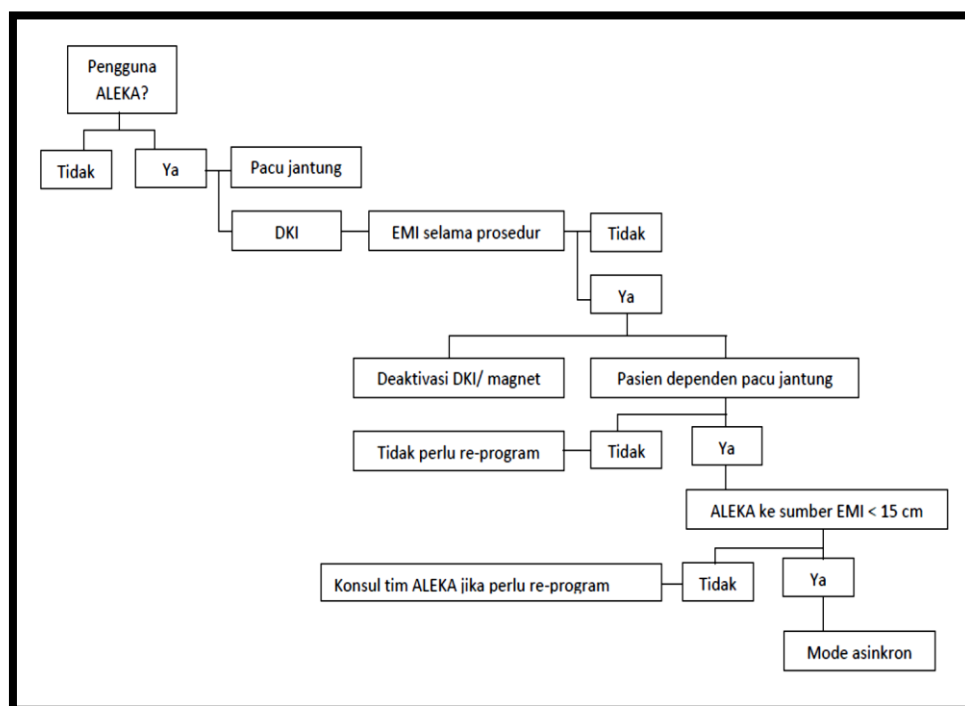 Pengguna
ALEKA?
Tidak
Ya
Pacu jantung
DKI
EMI selama prosedur
Tidak
Ya
Deaktivasi DKI/ magnet
Pasien dependen pacu jantung
Tidak perlu re-program
Tidak
Ya
ALEKA ke sumber EMI < 15 cm
Konsul tim ALEKA jika perlu re-program
Tidak
Ya
Mode asinkron